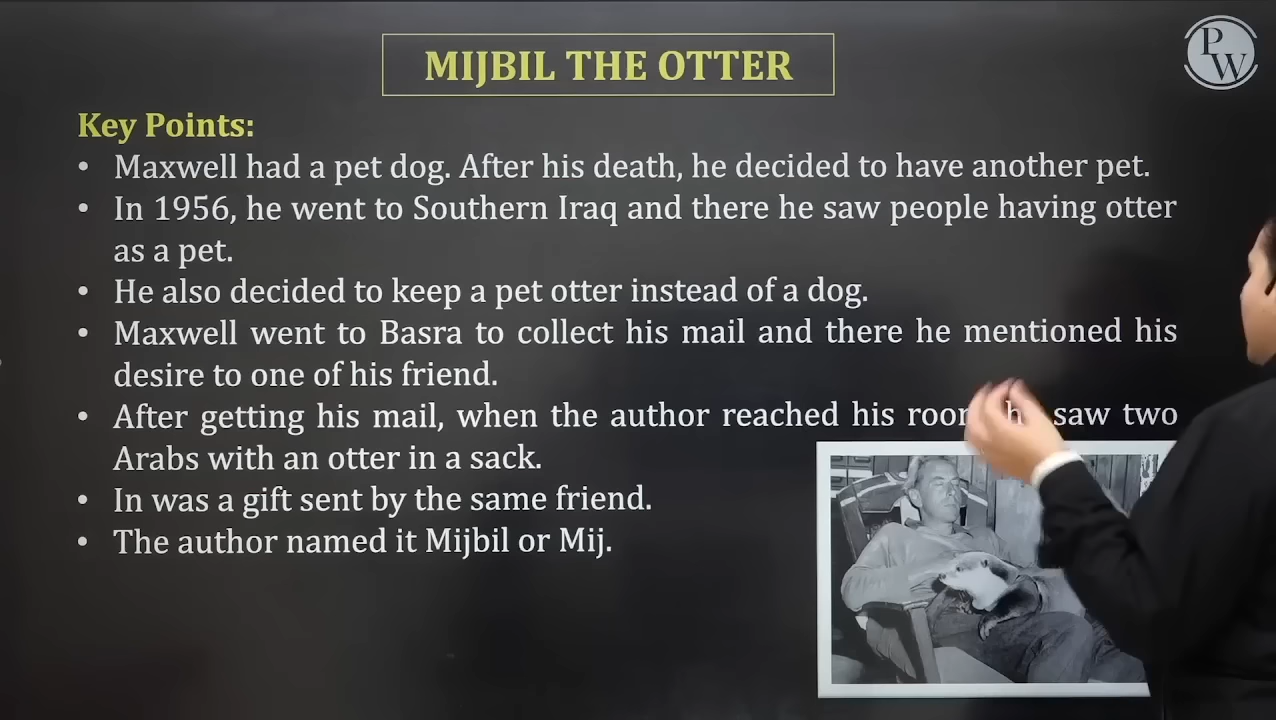 MIJBIL THE OTTER
PW
Key Points:
• Maxwell had a pet dog. After his death, he decided to have another pet.
• In 1956, he went to Southern Iraq and there he saw people having otter
as a pet.
• He also decided to keep a pet otter instead of a dog.
• Maxwell went to Basra to collect his mail and there he mentioned his
desire to one of his friend.
• After getting his mail, when the author reached his saw two
Arabs with an otter in a sack.
• In was a gift sent by the same friend.
• The author named it Mijbil or Mij.